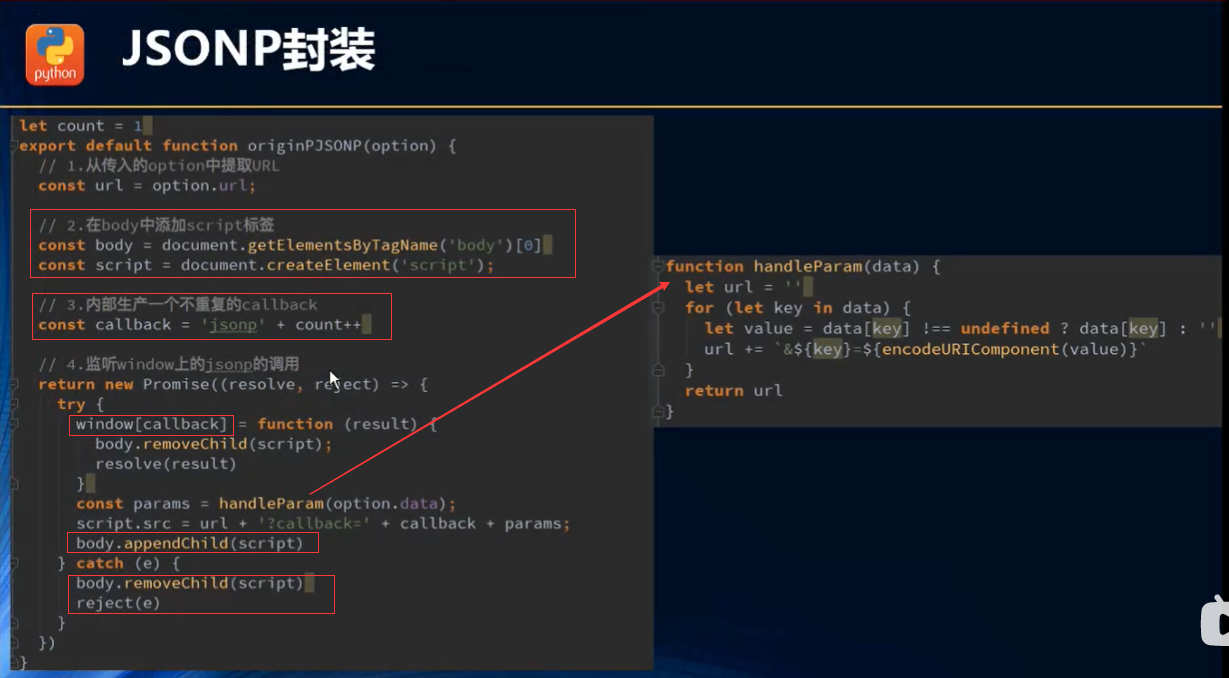 python
JSONP封装
let count = 1
export default function originPJSONP(option) {
// 1.从传入的option中提取URL
const url = option.url;
// 2.在body中添加script标签
const body = document.getElementsByTagName('body')[0]
const script = document.createElement('script');
// 3.内部生产一个不重复的callback
const callback = 'jsonp' + count++
// 4.监听window上的jsonp的调用
return new Promise((resolve, reject) => {
try {
window[callback] = function (result) {
body.removeChild(script);
resolve(result)
}
const params = handleParam(option.data);
script.src = url + '?callback=' + callback + params;
body.appendChild(script)
} catch (e) {
body.removeChild(script)
reject(e)
}
})
}
function handleParam(data) {
let url = ''
for (let key in data) {
let value = data[key] !== undefined ? data[key] : ''
url += `&${key}=${encodeURIComponent(value)}`
}
return url
}